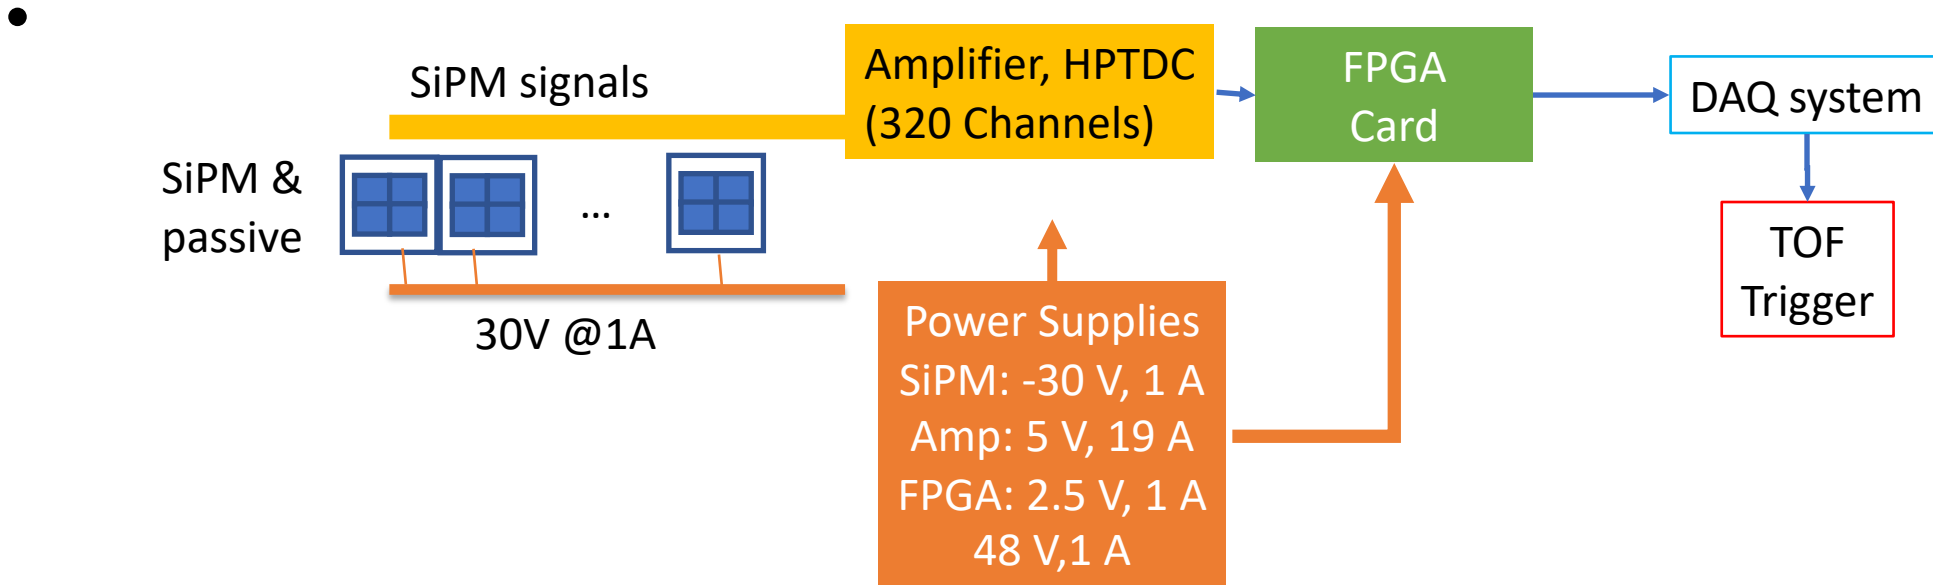 •
SiPM signals
SiPM &
passive
...
30V @1A
Amplifier, HPTDC
(320 Channels)
Power Supplies
SiPM: -30 V, 1 A
Amp: 5 V, 19 A
FPGA: 2.5 V, 1 A
48 V,1 A
FPGA
Card
DAQ system
TOF
Trigger